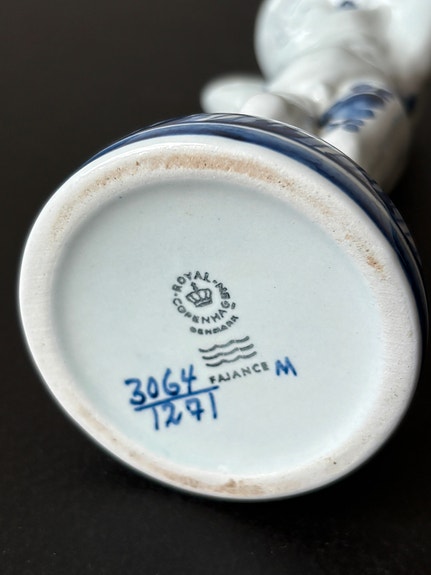 ROYAL COPENHAGEN
DENMARK
FAJANCE
3064 M
1271